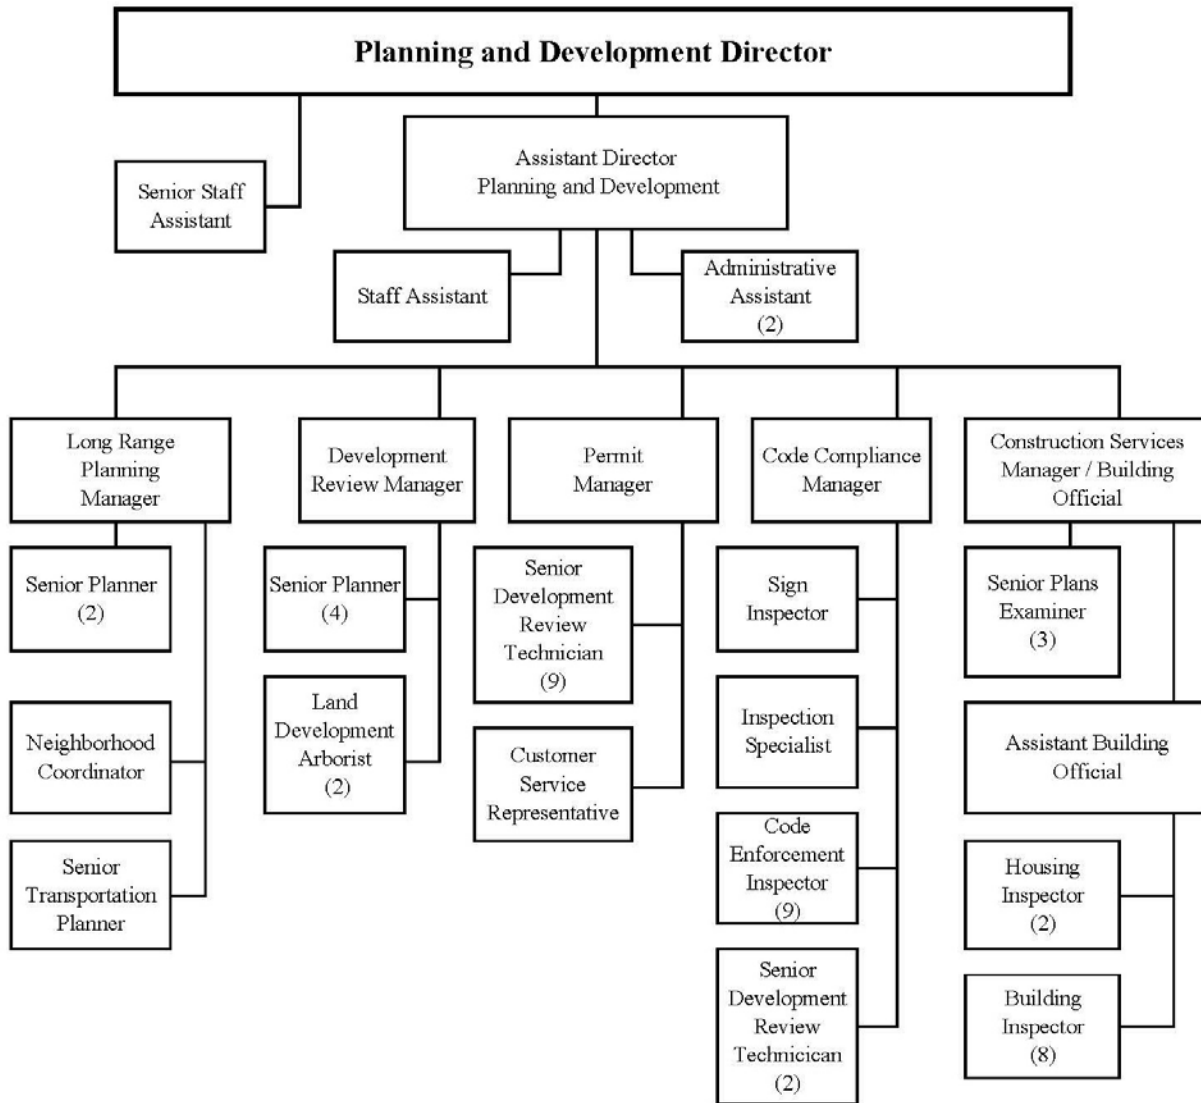 Planning and Development Director
Assistant Director
Planning and Development
Senior Staff
Assistant
Staff Assistant
Administrative
Assistant
(2)
Long Range
Planning
Manager
Development
Review Manager
Permit
Manager
Code Compliance
Manager
Construction Services
Manager / Building
Official
Senior Planner
(2)
Neighborhood
Coordinator
Senior
Transportation
Planner
Senior Planner
(4)
Land
Development
Arborist
(2)
Senior
Development
Review
Technician
(9)
Customer
Service
Representative
Sign
Inspector
Inspection
Specialist
Code
Enforcement
Inspector
(9)
Senior
Development
Review
Technicican
(2)
Senior Plans
Examiner
(3)
Assistant Building
Official
Housing
Inspector
(2)
Building
Inspector
(8)